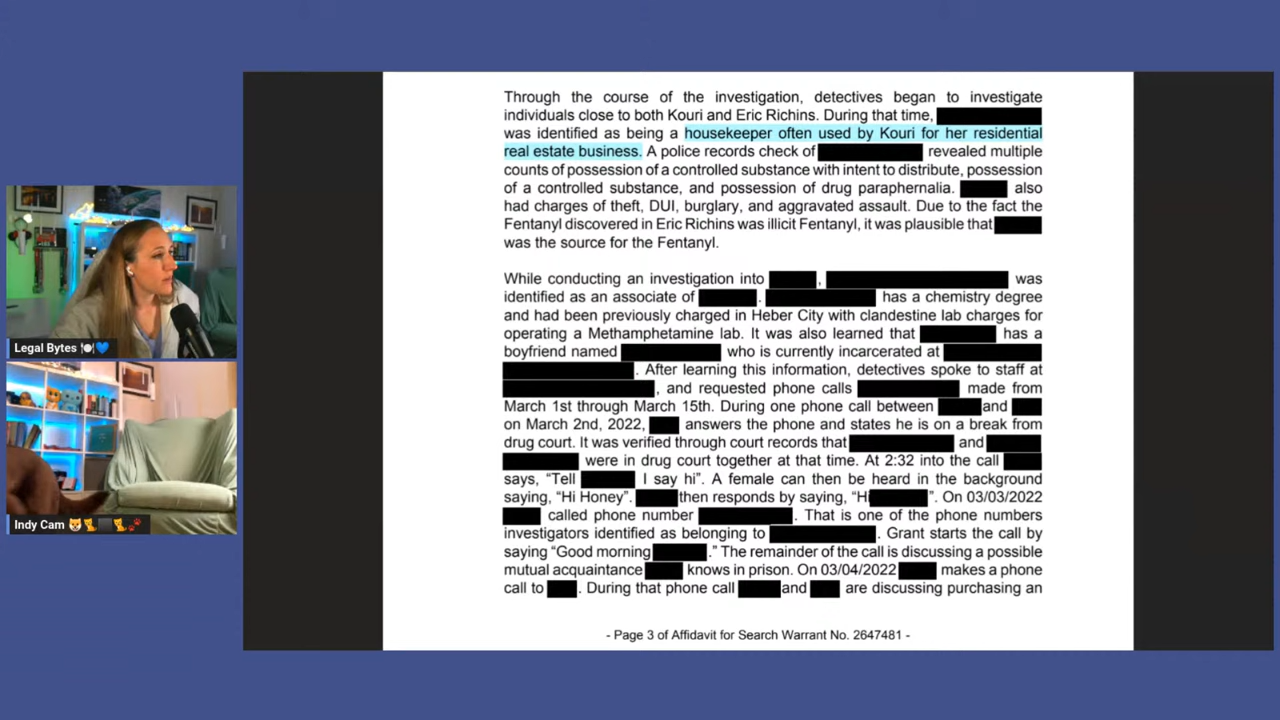 Through the course of the investigation, detectives began to investigate
individuals close to both Kouri and Eric Richins. During that time,
was identified as being a housekeeper often used by Kouri for her residential
real estate business. A police records check of revealed multiple
counts of possession of a controlled substance with intent to distribute, possession
of a controlled substance, and possession of drug paraphernalia. also
had charges of theft, DUI, burglary, and aggravated assault. Due to the fact the
Fentanyl discovered in Eric Richins was illicit Fentanyl, it was plausible that
was the source for the Fentanyl.
While conducting an investigation into , was
identified as an associate of . has a chemistry degree
and had been previously charged in Heber City with clandestine lab charges for
operating a Methamphetamine lab. It was also learned that has a
boyfriend named who is currently incarcerated at
. After learning this information, detectives spoke to staff at
, and requested phone calls made from
March 1st through March 15th. During one phone call between and
on March 2nd, 2022, answers the phone and states he is on a break from
drug court. It was verified through court records that and
were in drug court together at that time. At 2:32 into the call
says, “Tell I say hi”. A female can then be heard in the background
saying, “Hi Honey”. then responds by saying, “Hi ”. On 03/03/2022
called phone number . That is one of the phone numbers
investigators identified as belonging to . Grant starts the call by
saying “Good morning .” The remainder of the call is discussing a possible
mutual acquaintance knows in prison. On 03/04/2022 makes a phone
call to . During that phone call and are discussing purchasing an
- Page 3 of Affidavit for Search Warrant No. 2647481 -
Legal Bytes 🍽️💙
Indy Cam 😺🐈⬛🐈🐾